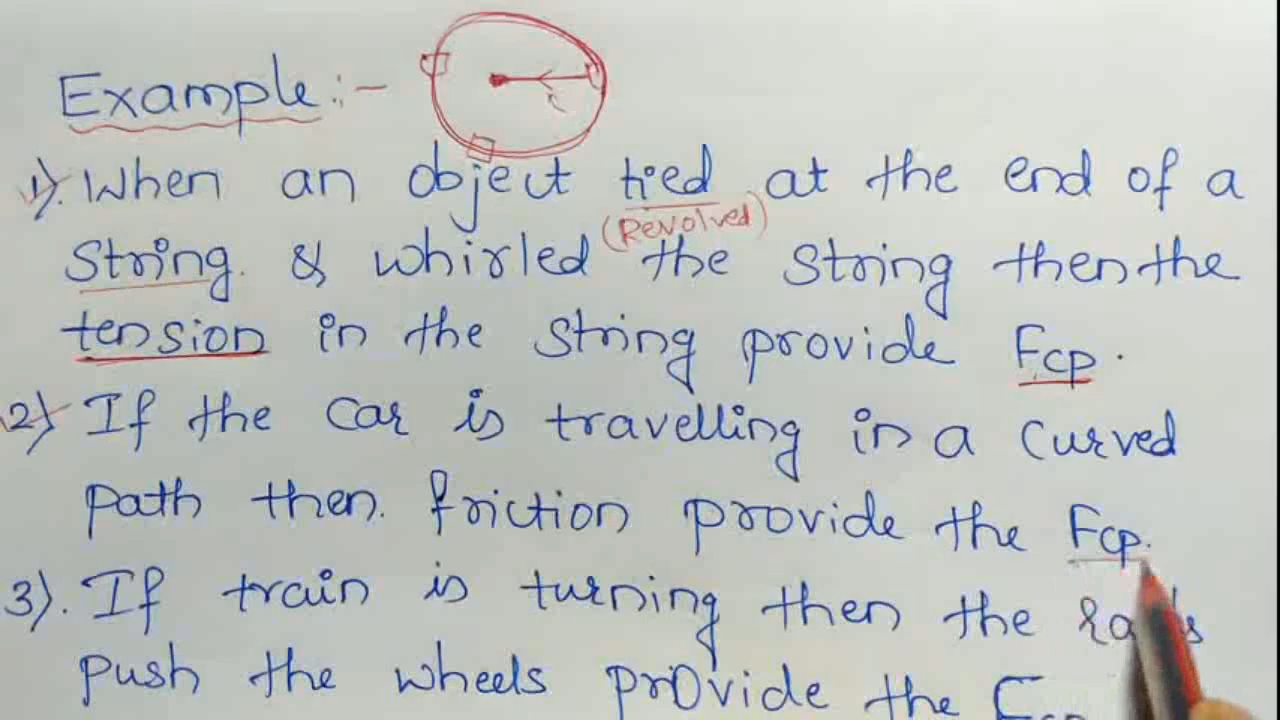 Example :-
1). When an object tied at the end of a
(Revolved)
string. & whirled the string then the
tension in the string provide Fcp.
2) If the car is travelling in a curved
path then. friction provide the Fcp.
3). If train is turning then the
push the wheels provide the